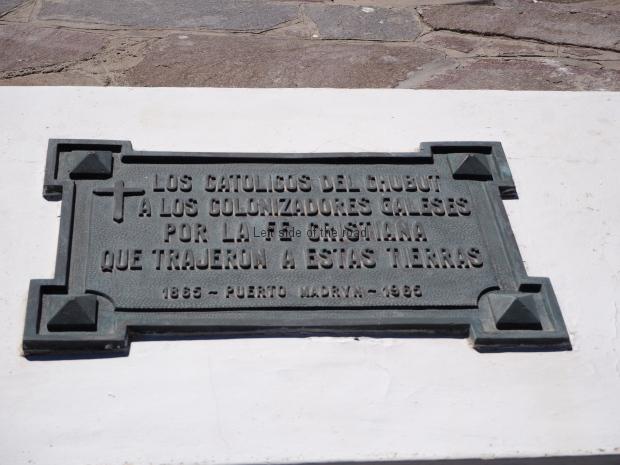 LOS CATOLICOS DEL CHUBUT
A LOS COLONIZADORES GALESES
POR LA FE CRISTIANA
Left side of the road
QUE TRAJERON A ESTAS TIERRAS
1865 - PUERTO MADRYN - 1965